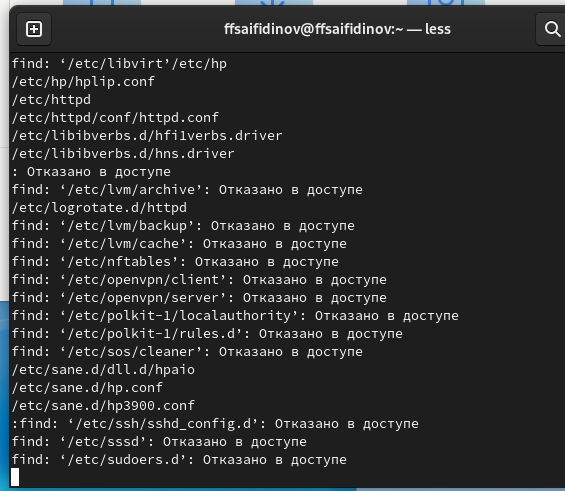 ffsaifidinov@ffsaifidinov:~ — less
find: ‘/etc/libvirt’/etc/hp
/etc/hp/hplip.conf
/etc/httpd
/etc/httpd/conf/httpd.conf
/etc/libibverbs.d/hfi1verbs.driver
/etc/libibverbs.d/hns.driver
: Отказано в доступе
find: ‘/etc/lvm/archive’: Отказано в доступе
/etc/logrotate.d/httpd
find: ‘/etc/lvm/backup’: Отказано в доступе
find: ‘/etc/lvm/cache’: Отказано в доступе
find: ‘/etc/nftables’: Отказано в доступе
find: ‘/etc/openvpn/client’: Отказано в доступе
find: ‘/etc/openvpn/server’: Отказано в доступе
find: ‘/etc/polkit-1/localauthority’: Отказано в доступе
find: ‘/etc/polkit-1/rules.d’: Отказано в доступе
find: ‘/etc/sos/cleaner’: Отказано в доступе
/etc/sane.d/dll.d/hpaio
/etc/sane.d/hp.conf
/etc/sane.d/hp3900.conf
:find: ‘/etc/ssh/sshd_config.d’: Отказано в доступе
find: ‘/etc/sssd’: Отказано в доступе
find: ‘/etc/sudoers.d’: Отказано в доступе